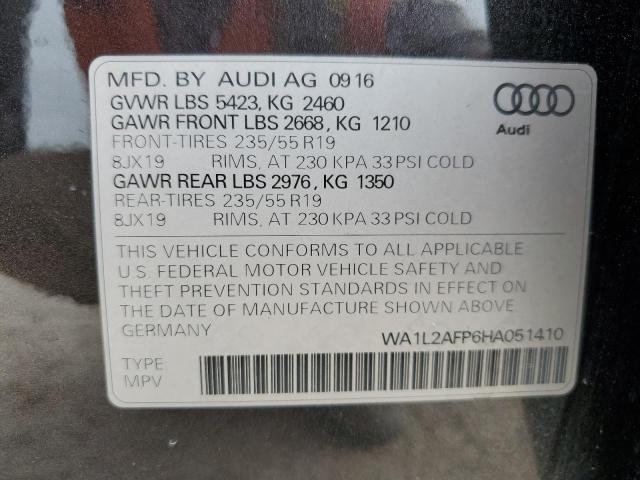 MFD. BY AUDI AG 0916
GVWR LBS 5423, KG 2460
GAWR FRONT LBS 2668, KG 1210
FRONT-TIRES 235/55 R19
8JX19 RIMS, AT 230 KPA 33 PSI COLD
GAWR REAR LBS 2976, KG 1350
REAR-TIRES 235/55 R19
8JX19 RIMS, AT 230 KPA 33 PSI COLD
Audi
THIS VEHICLE CONFORMS TO ALL APPLICABLE
U.S. FEDERAL MOTOR VEHICLE SAFETY AND
THEFT PREVENTION STANDARDS IN EFFECT ON
THE DATE OF MANUFACTURE SHOWN ABOVE.
GERMANY
WA1L2AFP6HA051410
TYPE:
MPV